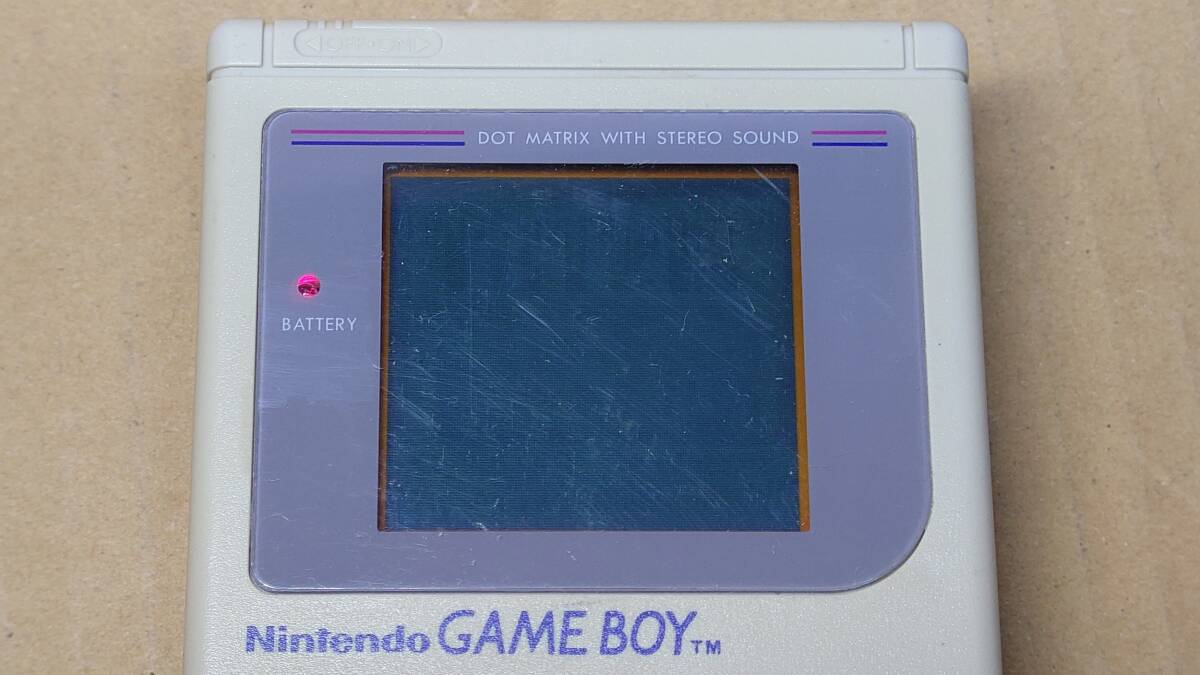 ◁OFF•ON▷
DOT MATRIX WITH STEREO SOUND
BATTERY
Nintendo GAME BOY™